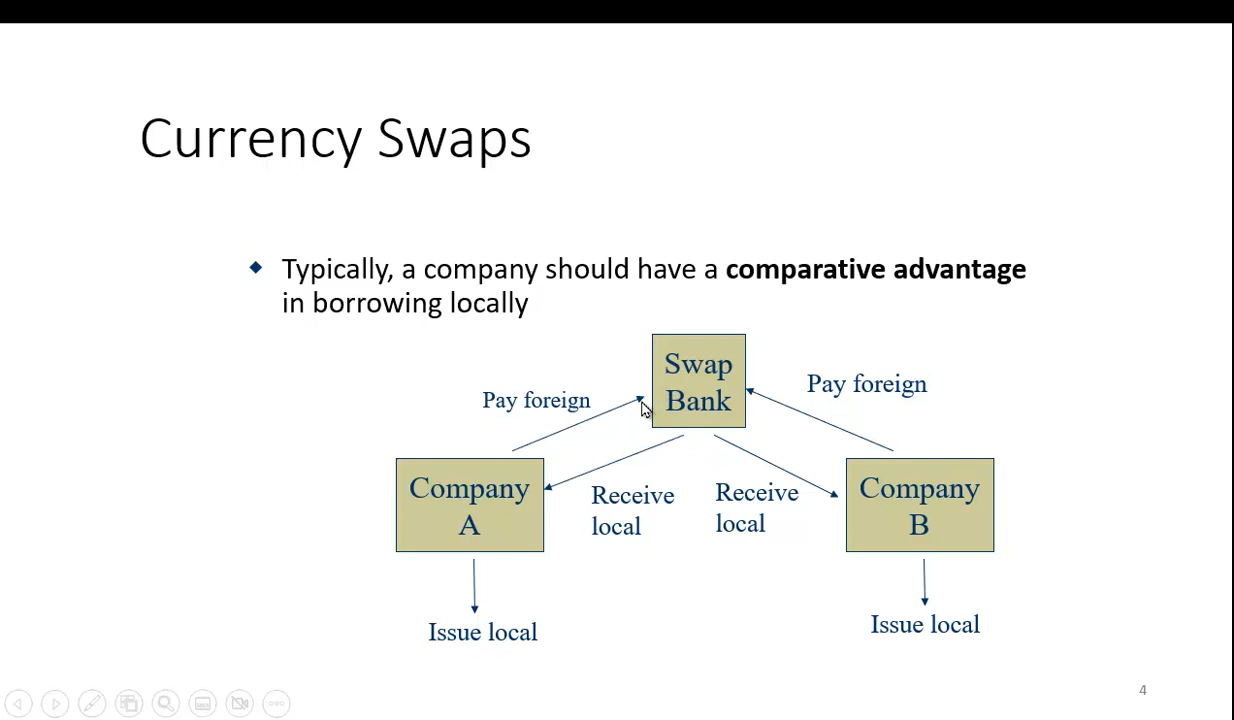 Currency Swaps
Typically, a company should have a comparative advantage
in borrowing locally
Swap
Bank
Pay foreign
Pay foreign
Company
A
Receive
local
Receive
local
Company
B
Issue local
Issue local
4